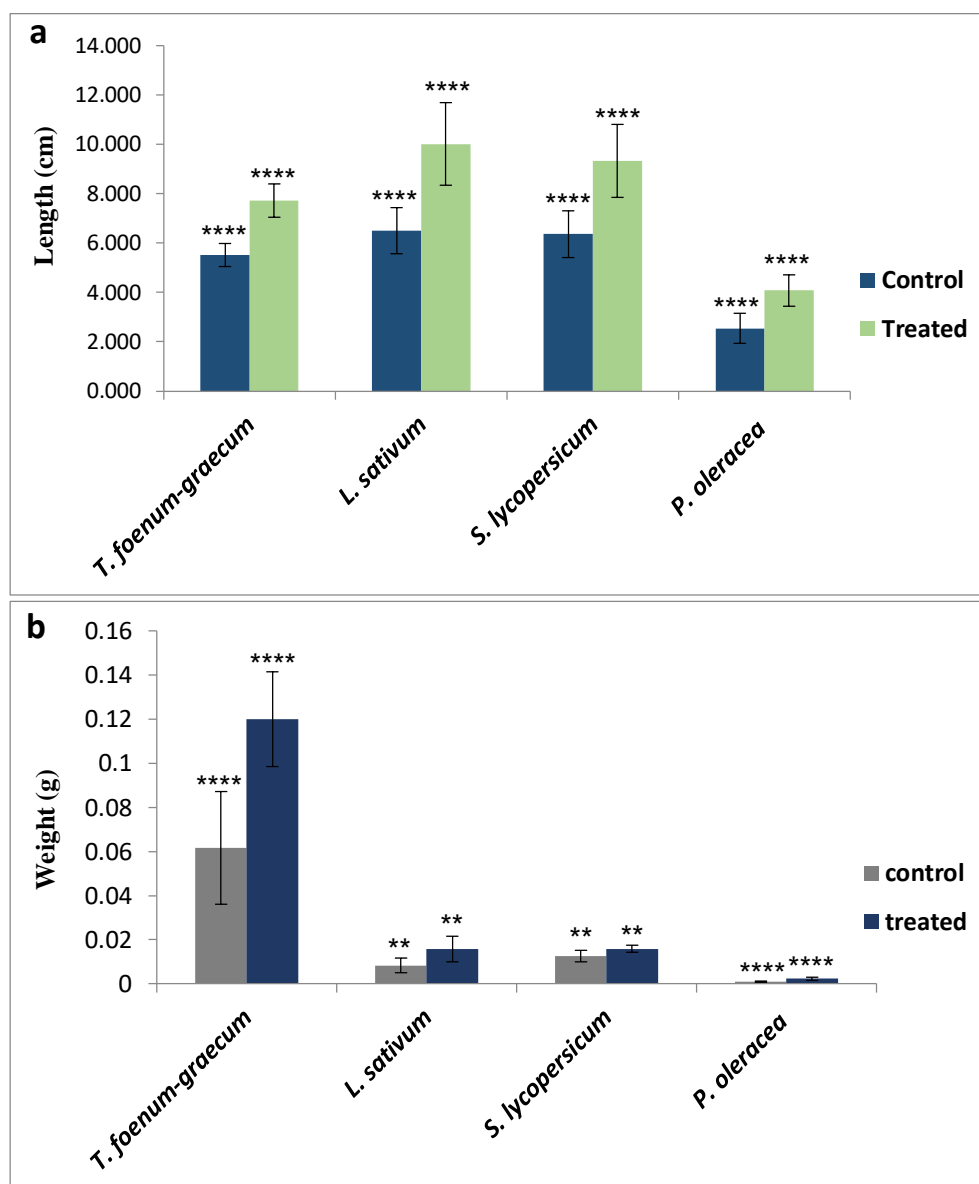 a
14.000
12.000
10.000
8.000
6.000
4.000
2.000
0.000
Length (cm)
****
****
****
****
****
****
****
****
Control
Treated
T. foenum-graecum
L. sativum
S. lycopersicum
P. oleracea
b
0.16
0.14
0.12
0.1
0.08
0.06
0.04
0.02
0
Weight (g)
****
****
**
**
**
**
****
****
control
treated
T. foenum-graecum
L. sativum
S. lycopersicum
P. oleracea